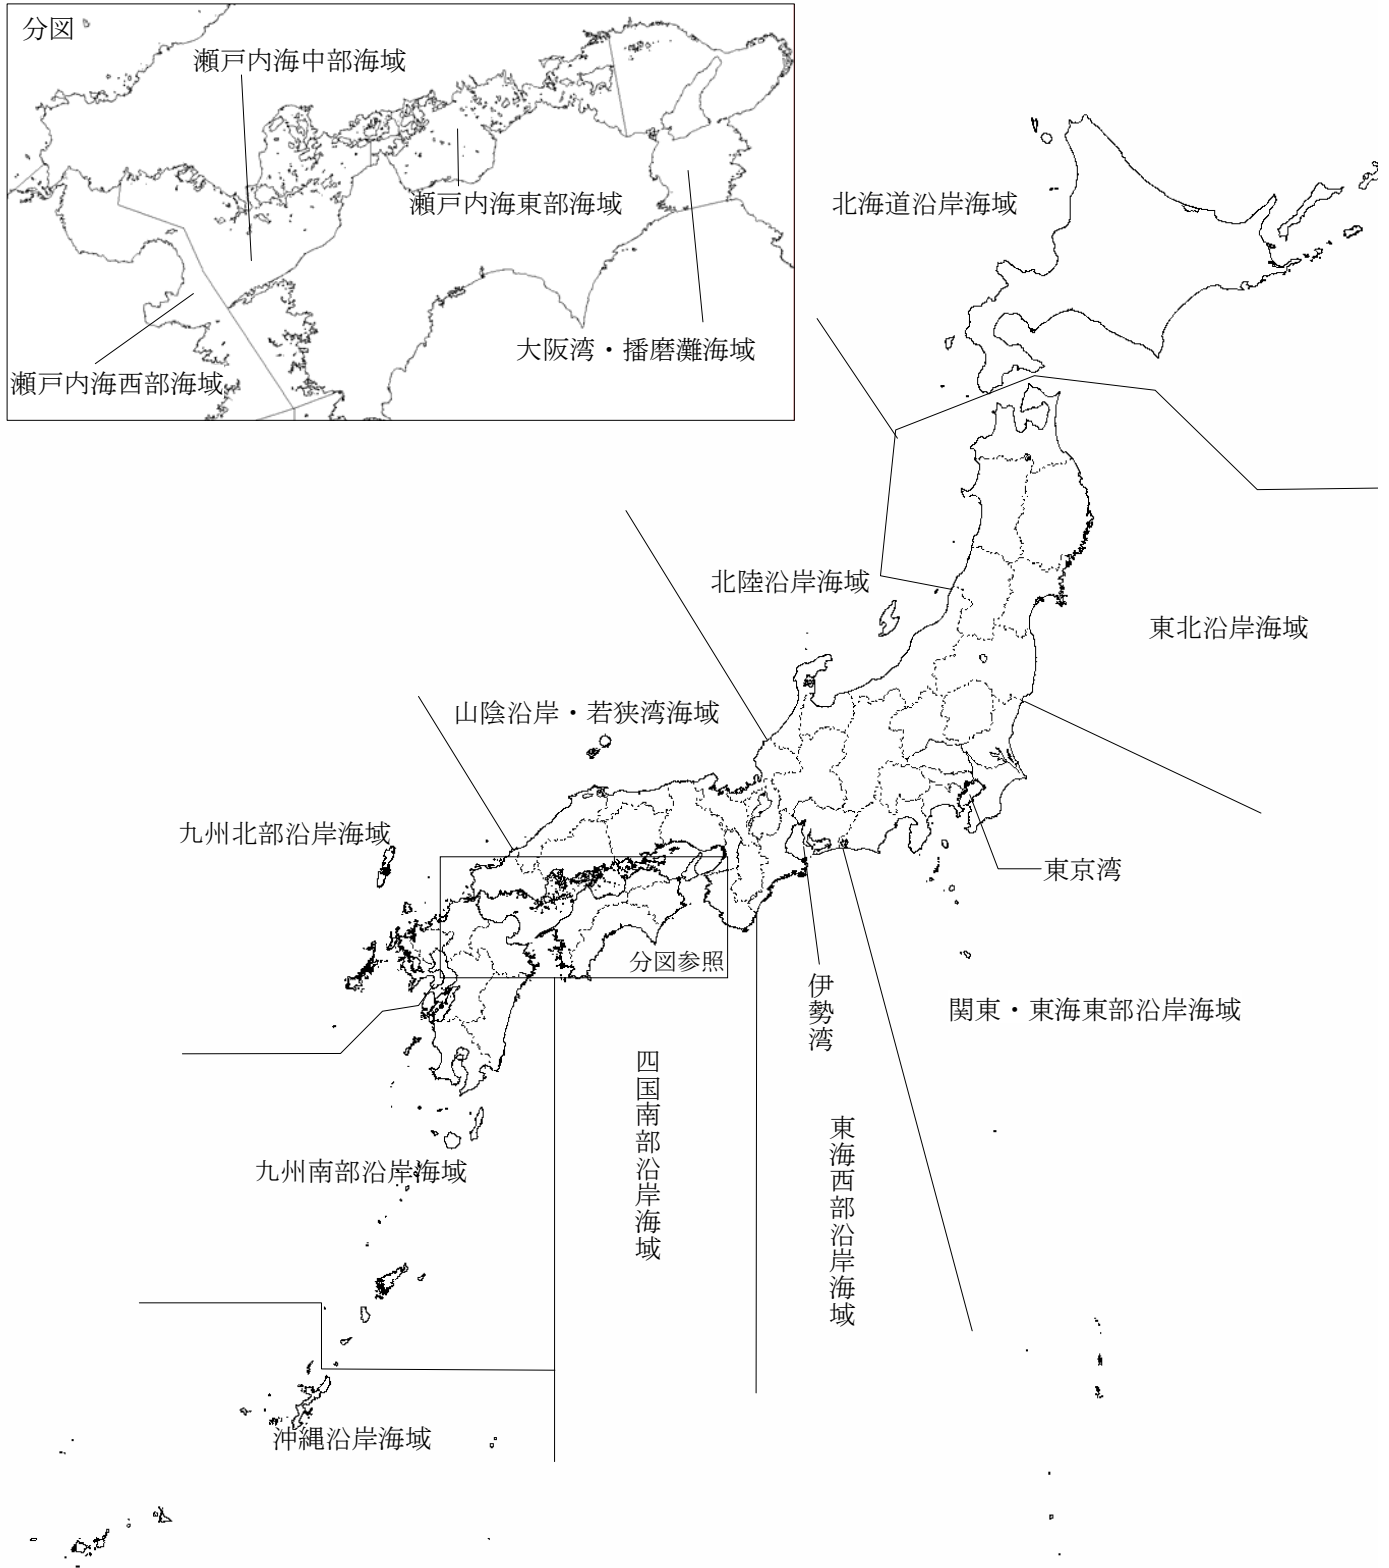 分図
瀬戸内海中部海域
瀬戸内海東部海域
大阪湾・播磨灘海域
瀬戸内海西部海域
北海道沿岸海域
北陸沿岸海域
東北沿岸海域
山陰沿岸・若狭湾海域
九州北部沿岸海域
東京湾
分図参照
伊勢湾
関東・東海東部沿岸海域
四国南部沿岸海域
東海西部沿岸海域
九州南部沿岸海域
沖縄沿岸海域